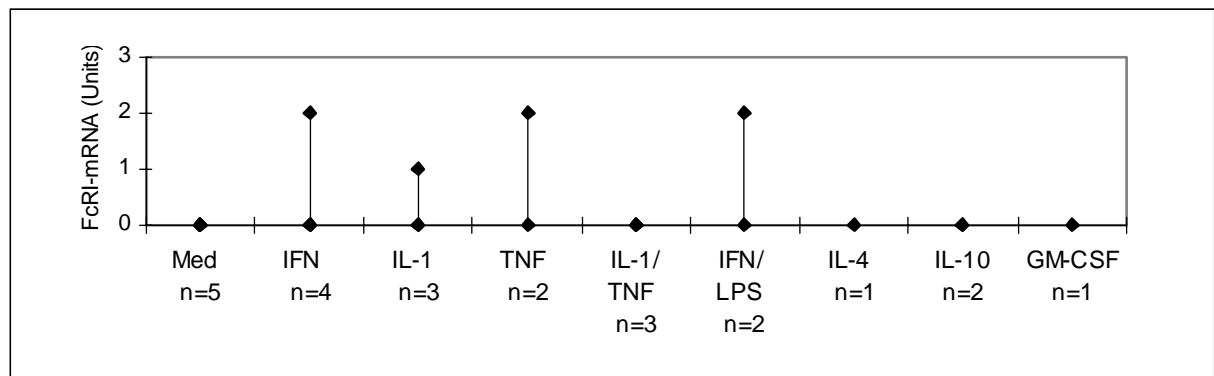 FcRI-mRNA (Units)
3
2
1
0
Med IFN IL-1 TNF IL-1/ IFN/ IL-4 IL-10 GM-CSF
n=5 n=4 n=3 n=2 TNF LPS n=1 n=2 n=1
n=3 n=2